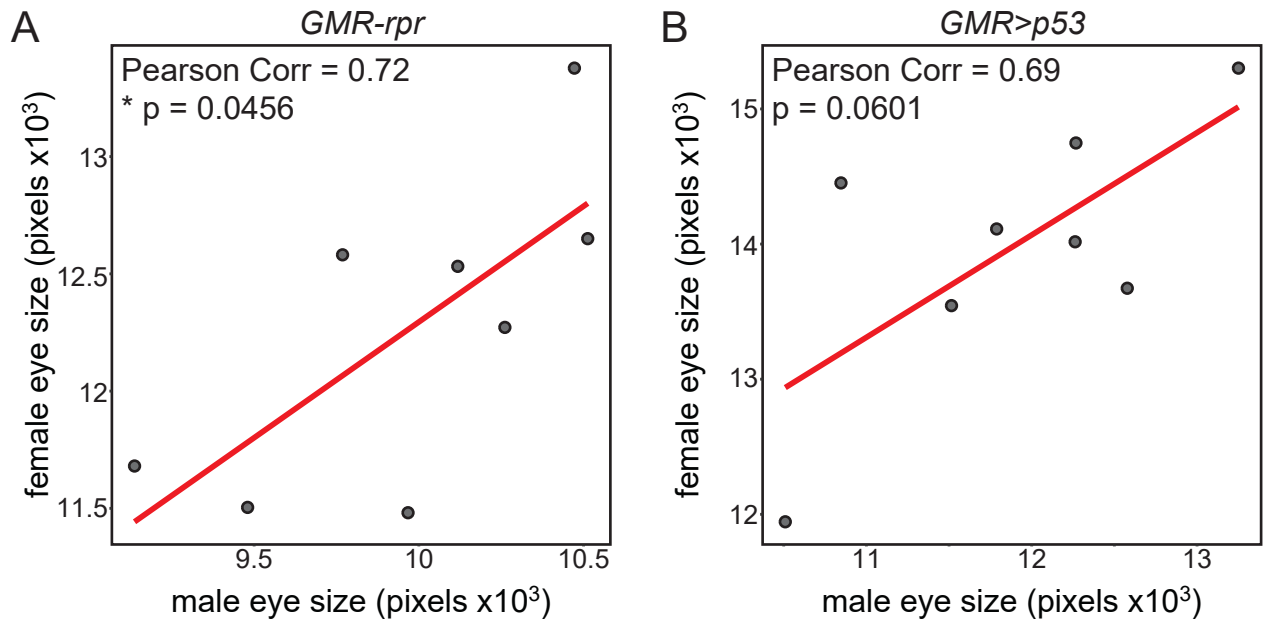 A
GMR-rpr
Pearson Corr = 0.72
* p = 0.0456
female eye size (pixels x10³)
13
12.5
12
11.5
9.5
10
10.5
male eye size (pixels x10³)
B
GMR>p53
Pearson Corr = 0.69
p = 0.0601
female eye size (pixels x10³)
15
14
13
12
11
12
13
male eye size (pixels x10³)